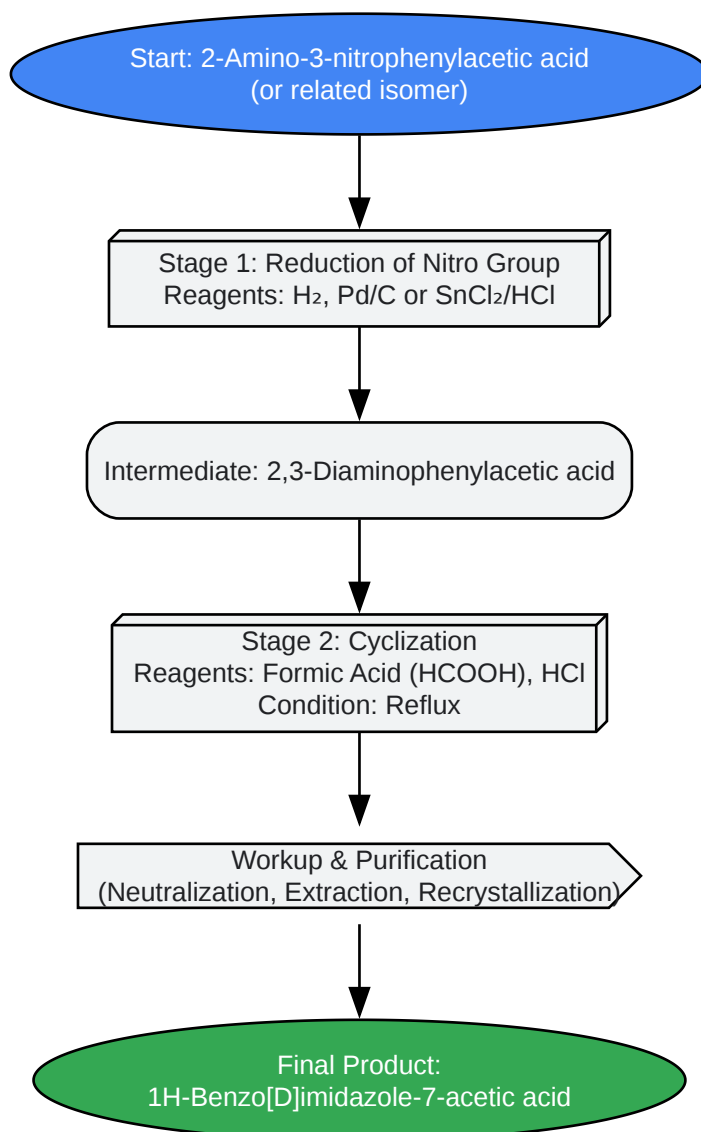 Start: 2-Amino-3-nitrophenylacetic acid
(or related isomer)
Stage 1: Reduction of Nitro Group
Reagents: H₂, Pd/C or SnCl₂/HCl
Intermediate: 2,3-Diaminophenylacetic acid
Stage 2: Cyclization
Reagents: Formic Acid (HCOOH), HCl
Condition: Reflux
Workup & Purification
(Neutralization, Extraction, Recrystallization)
Final Product:
1H-Benzo[D]imidazole-7-acetic acid